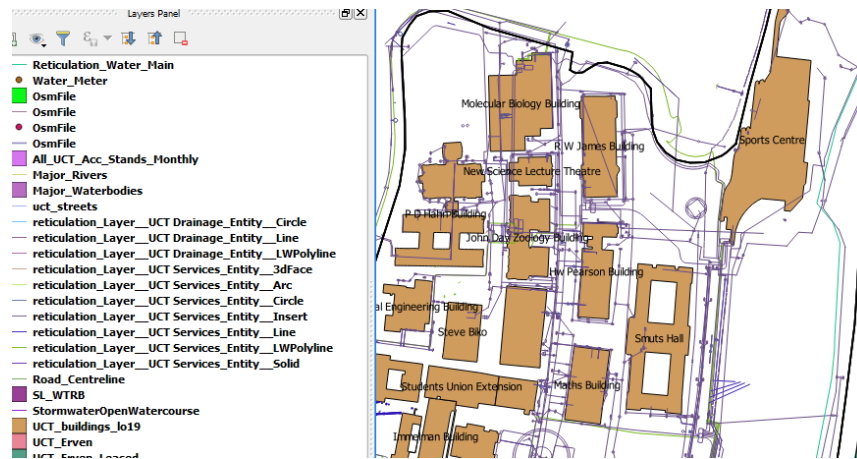 Layers Panel
Reticulation_Water_Main
Water_Meter
OsmFile
OsmFile
OsmFile
OsmFile
All_UCT_Acc_Stands_Monthly
Major_Rivers
Major_Waterbodies
uct_streets
reticulation_Layer__UCT Drainage_Entity__Circle
reticulation_Layer__UCT Drainage_Entity__Line
reticulation_Layer__UCT Drainage_Entity__LWPolyline
reticulation_Layer__UCT Services_Entity__3dFace
reticulation_Layer__UCT Services_Entity__Arc
reticulation_Layer__UCT Services_Entity__Circle
reticulation_Layer__UCT Services_Entity__Insert
reticulation_Layer__UCT Services_Entity__Line
reticulation_Layer__UCT Services_Entity__LWPolyline
reticulation_Layer__UCT Services_Entity__Solid
Road_Centreline
SL_WTRB
StormwaterOpenWatercourse
UCT_buildings_lo19
UCT_Erven
UCT_Erven_Leased
Molecular Biology Building
R W James Building
Sports Centre
New Science Lecture Theatre
P D Hahn Building
John Day Zoology Building
Hw Pearson Building
al Engineering Building
Steve Biko
Smuts Hall
Students Union Extension
Maths Building
Immelman Building